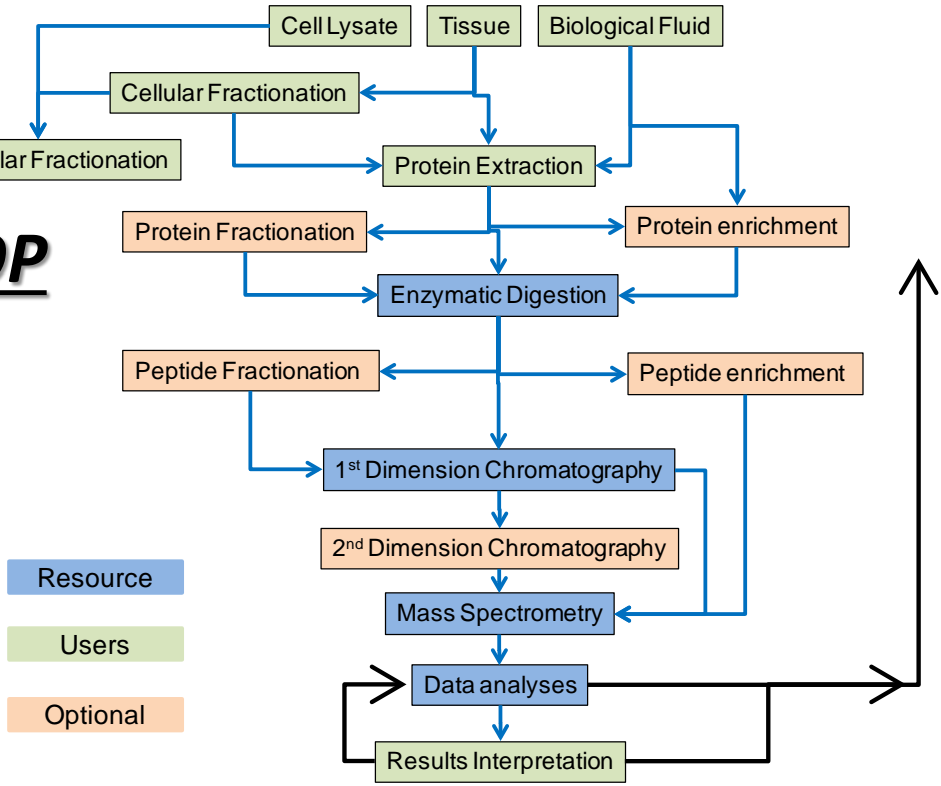 Cell Lysate
Tissue
Biological Fluid
Cellular Fractionation
lar Fractionation
Protein Extraction
Protein Fractionation
Protein enrichment
OP
Enzymatic Digestion
Peptide Fractionation
Peptide enrichment
1st Dimension Chromatography
2nd Dimension Chromatography
Resource
Mass Spectrometry
Users
Data analyses
Optional
Results Interpretation